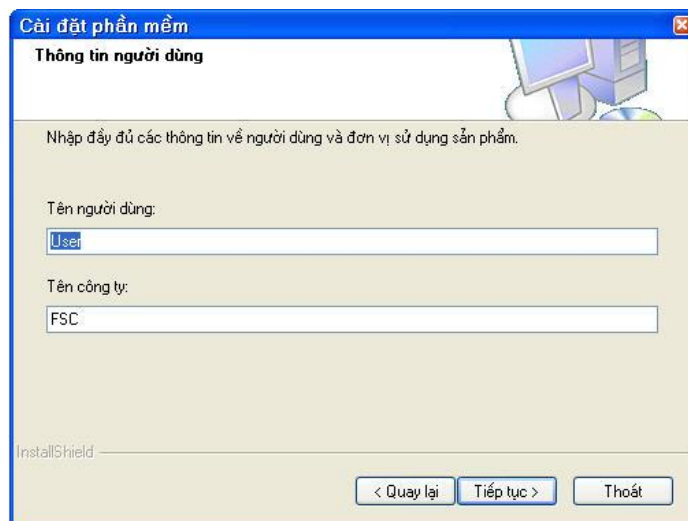 Cài đặt phần mềm
Thông tin người dùng
Nhập đầy đủ các thông tin về người dùng và đơn vị sử dụng sản phẩm.
Tên người dùng:
User
Tên công ty:
FSC
InstallShield
< Quay lại Tiếp tục > Thoát